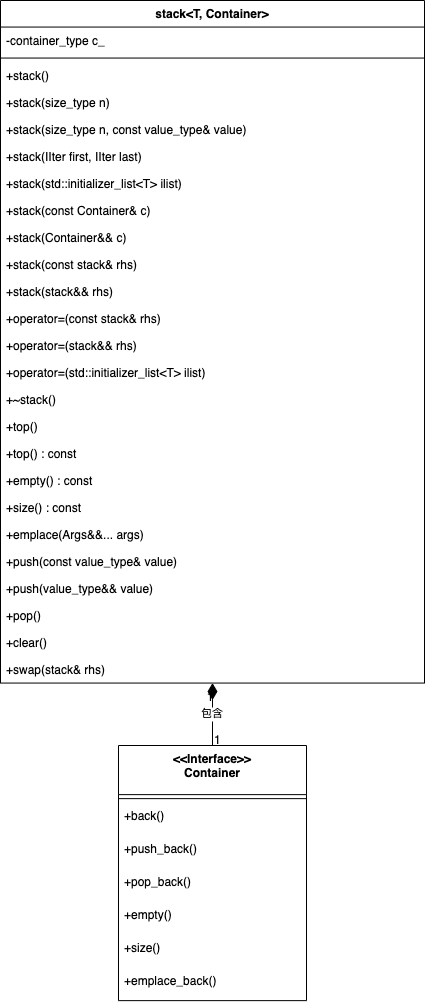 stack<T, Container>
-container_type c_
+stack()
+stack(size_type n)
+stack(size_type n, const value_type& value)
+stack(IIter first, IIter last)
+stack(std::initializer_list<T> ilist)
+stack(const Container& c)
+stack(Container&& c)
+stack(const stack& rhs)
+stack(stack&& rhs)
+operator=(const stack& rhs)
+operator=(stack&& rhs)
+operator=(std::initializer_list<T> ilist)
+~stack()
+top()
+top() : const
+empty() : const
+size() : const
+emplace(Args&&... args)
+push(const value_type& value)
+push(value_type&& value)
+pop()
+clear()
+swap(stack& rhs)
包含
1
<<Interface>>
Container
+back()
+push_back()
+pop_back()
+empty()
+size()
+emplace_back()